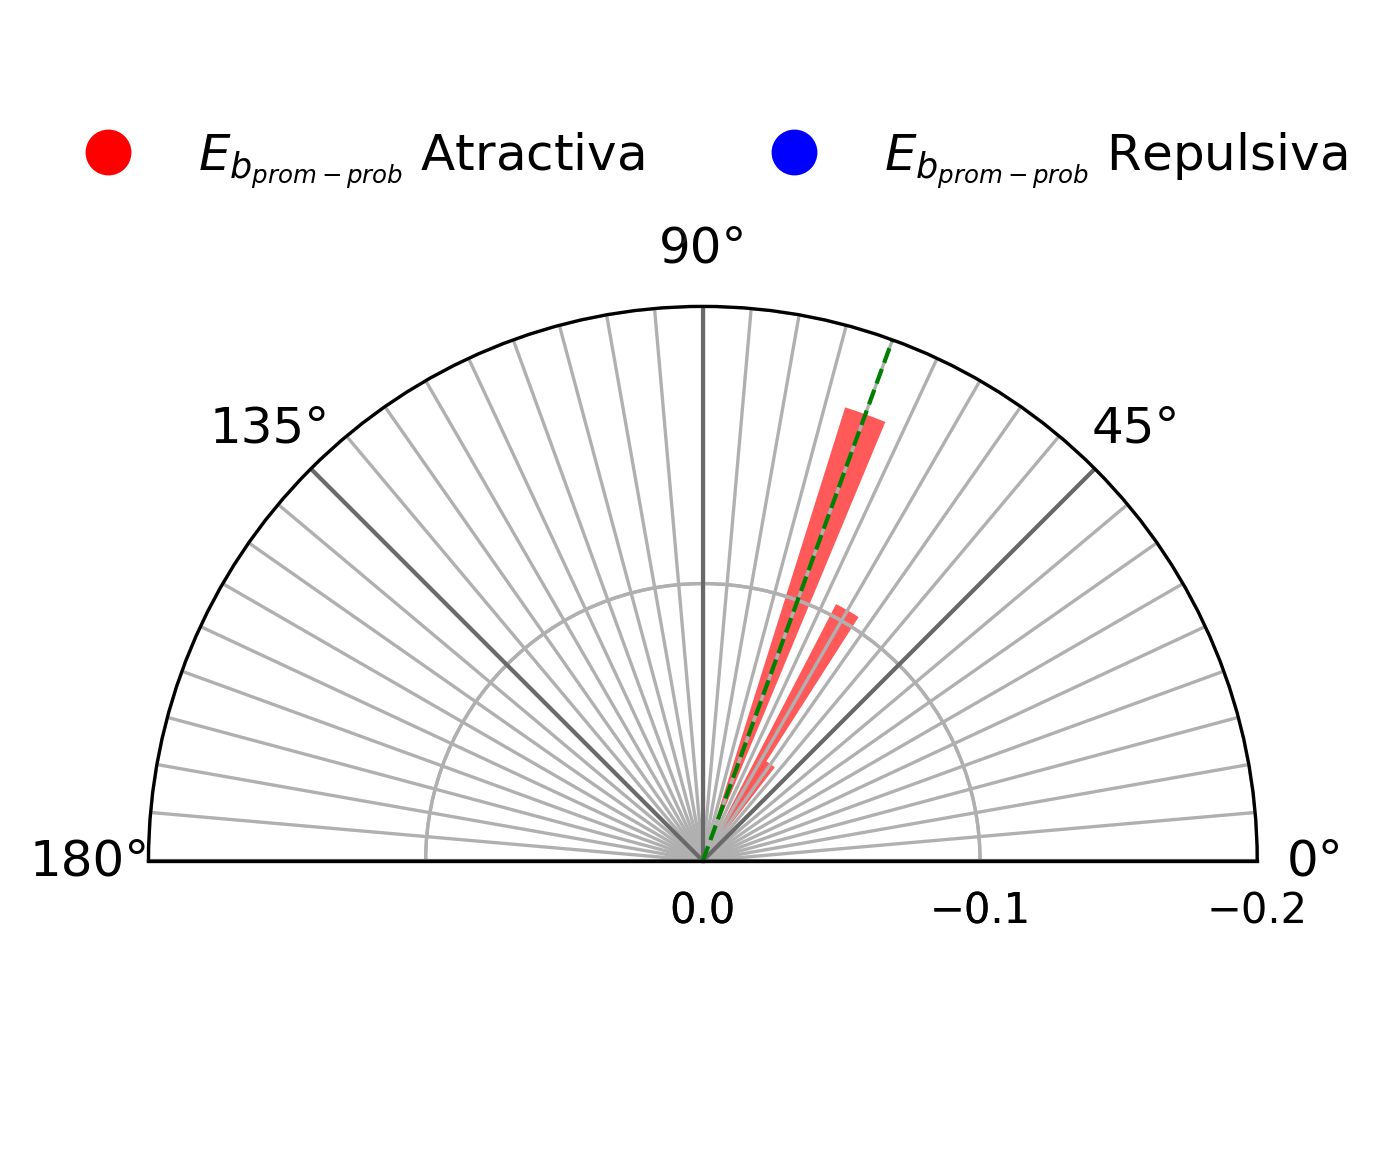 E_{b_{prom-prob}} Atractiva E_{b_{prom-prob}} Repulsiva
90°
135° 45°
180° 0°
0.0 −0.1 −0.2